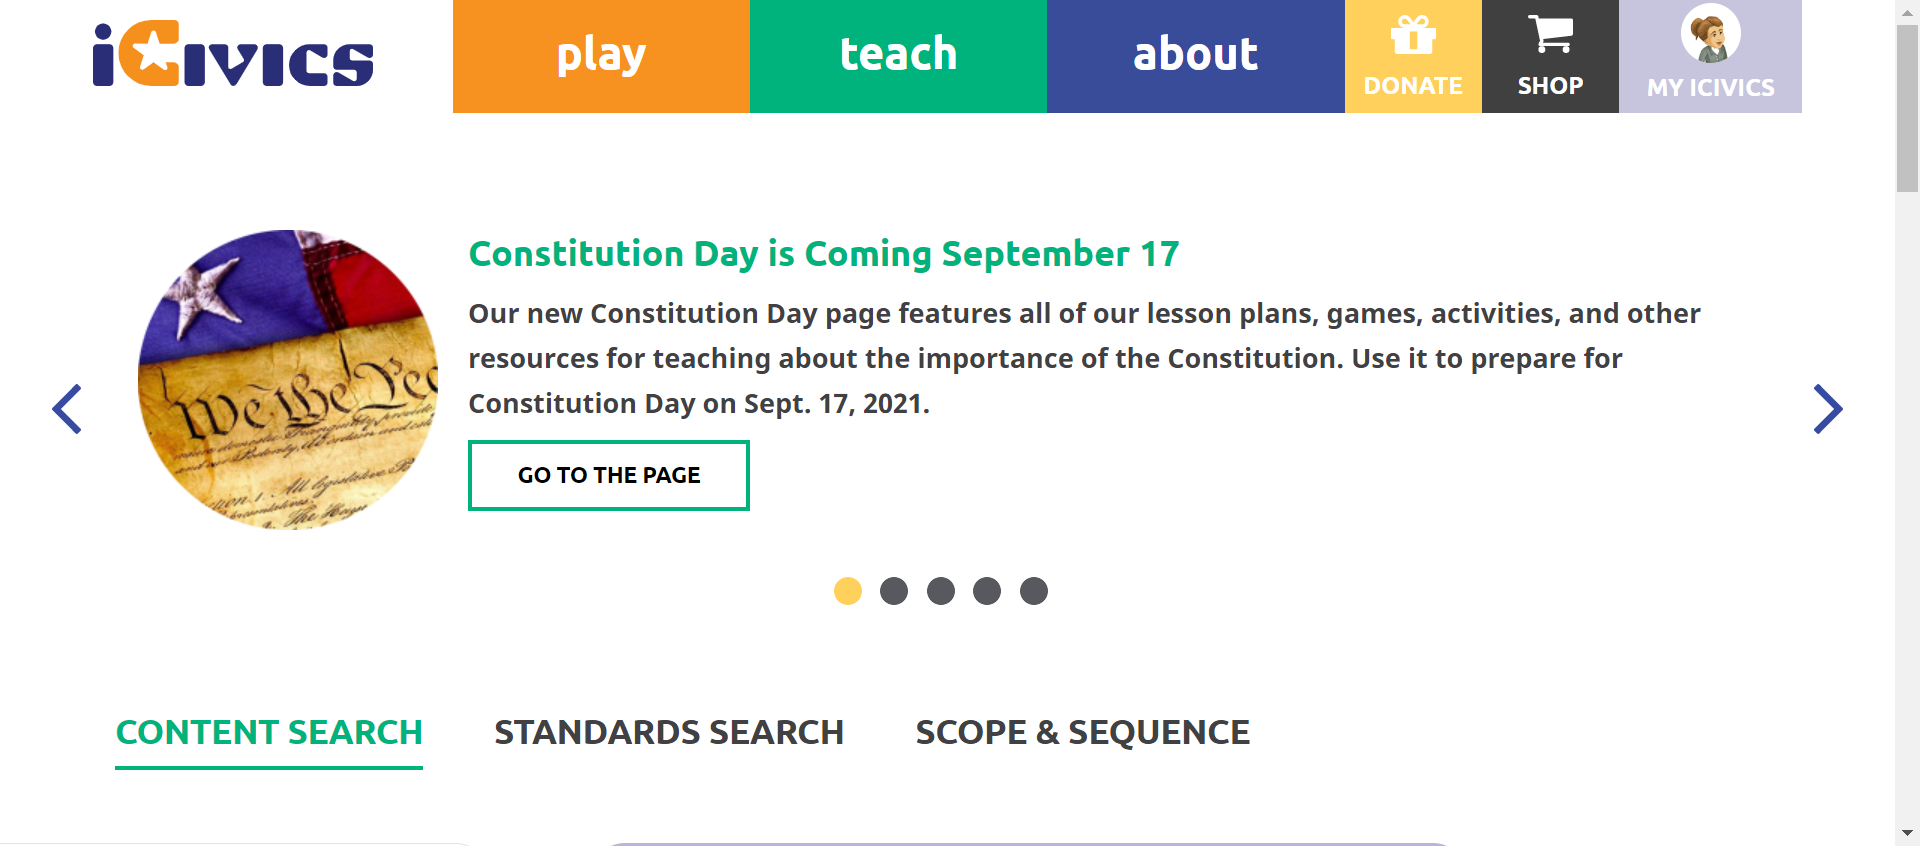 iCivics
play
teach
about
DONATE
SHOP
MY ICIVICS
Constitution Day is Coming September 17
Our new Constitution Day page features all of our lesson plans, games, activities, and other
resources for teaching about the importance of the Constitution. Use it to prepare for
Constitution Day on Sept. 17, 2021.
GO TO THE PAGE
We the Peo
CONTENT SEARCH
STANDARDS SEARCH
SCOPE & SEQUENCE